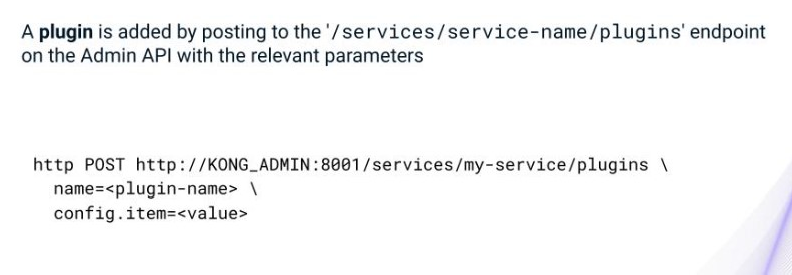 A plugin is added by posting to the '/services/service-name/plugins' endpoint
on the Admin API with the relevant parameters
http POST http://KONG_ADMIN:8001/services/my-service/plugins \
name=<plugin-name> \
config.item=<value>